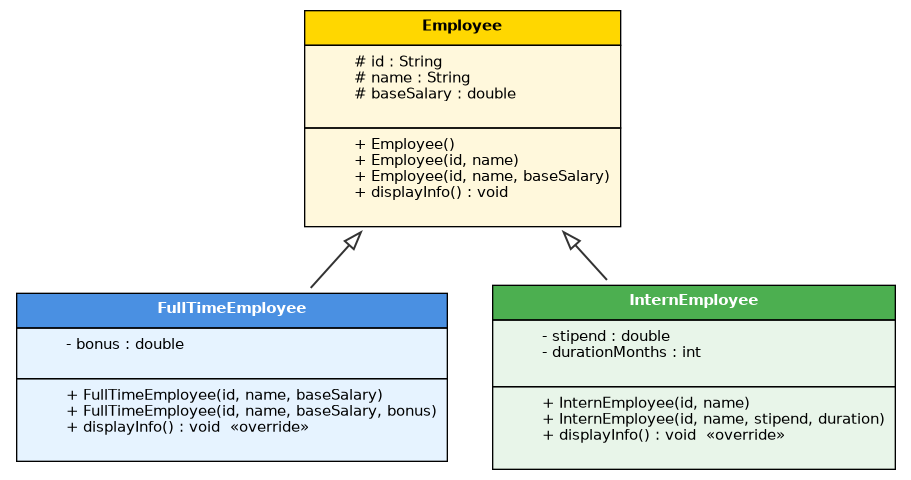 Employee
# id : String
# name : String
# baseSalary : double
+ Employee()
+ Employee(id, name)
+ Employee(id, name, baseSalary)
+ displayInfo() : void
FullTimeEmployee
- bonus : double
+ FullTimeEmployee(id, name, baseSalary)
+ FullTimeEmployee(id, name, baseSalary, bonus)
+ displayInfo() : void «override»
InternEmployee
- stipend : double
- durationMonths : int
+ InternEmployee(id, name)
+ InternEmployee(id, name, stipend, duration)
+ displayInfo() : void «override»